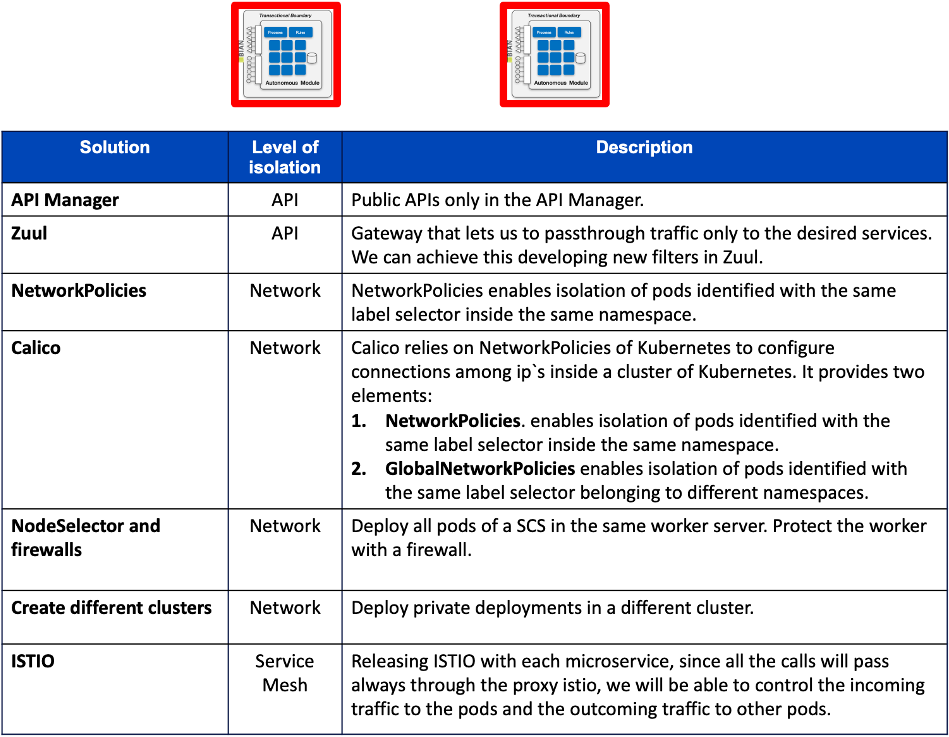 Transactional Boundary
Transactional Boundary
Processes Rules
Processes Rules
BIAN
BIAN
Autonomous Module
Autonomous Module
Solution
Level of
isolation
Description
API Manager
API
Public APIs only in the API Manager.
Zuul
API
Gateway that lets us to passthrough traffic only to the desired services.
We can achieve this developing new filters in Zuul.
NetworkPolicies
Network
NetworkPolicies enables isolation of pods identified with the same
label selector inside the same namespace.
Calico
Network
Calico relies on NetworkPolicies of Kubernetes to configure
connections among ip`s inside a cluster of Kubernetes. It provides two
elements:
1. NetworkPolicies. enables isolation of pods identified with the
same label selector inside the same namespace.
2. GlobalNetworkPolicies enables isolation of pods identified with
the same label selector belonging to different namespaces.
NodeSelector and
firewalls
Network
Deploy all pods of a SCS in the same worker server. Protect the worker
with a firewall.
Create different clusters
Network
Deploy private deployments in a different cluster.
ISTIO
Service
Mesh
Releasing ISTIO with each microservice, since all the calls will pass
always through the proxy istio, we will be able to control the incoming
traffic to the pods and the outcoming traffic to other pods.